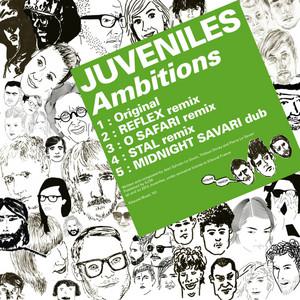 JUVENILES
Ambitions
1 : Original
2 : REFLEX remix
3 : O SAFARI remix
4 : STAL remix
5 : MIDNIGHT SAVARI dub